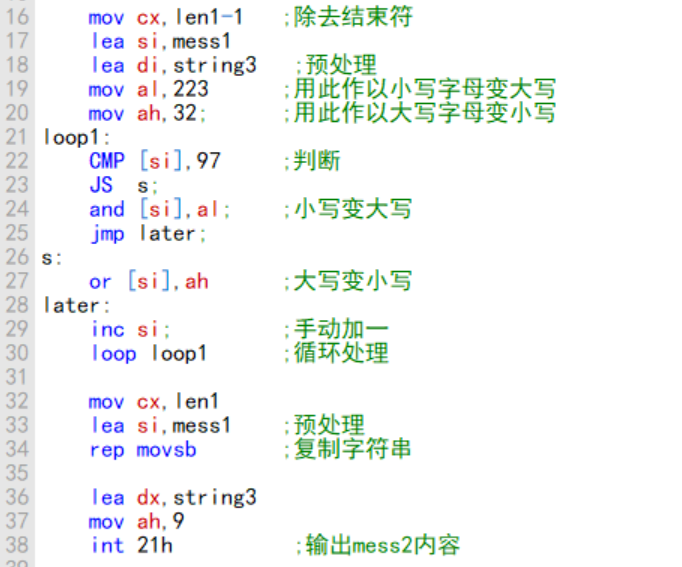 16 mov cx,len1-1 ;除去结束符
17 lea si,mess1
18 lea di,string3 ;预处理
19 mov al,223 ;用此作以小写字母变大写
20 mov ah,32; ;用此作以大写字母变小写
21 loop1:
22 CMP [si],97 ;判断
23 JS s;
24 and [si],al; ;小写变大写
25 jmp later;
26 s:
27 or [si],ah ;大写变小写
28 later:
29 inc si; ;手动加一
30 loop loop1 ;循环处理
31
32 mov cx,len1
33 lea si,mess1 ;预处理
34 rep movsb ;复制字符串
35
36 lea dx,string3
37 mov ah,9
38 int 21h ;输出mess2内容